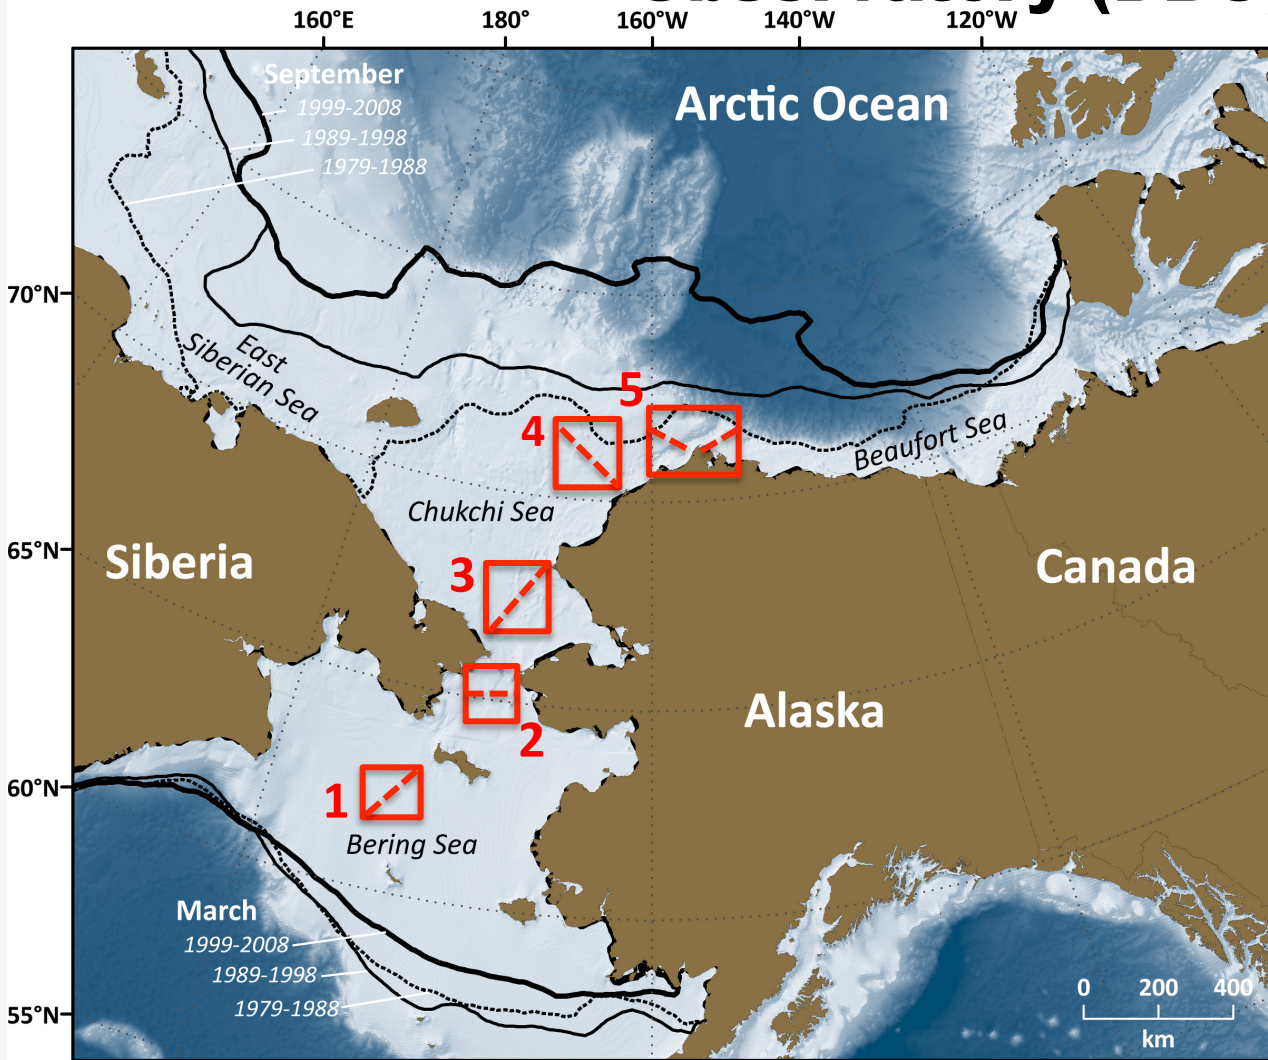 160°E 180° 160°W 140°W 120°W
September
1999-2008
1989-1998
1979-1988
Arctic Ocean
70°N
East
Siberian Sea
5
4
Beaufort Sea
Chukchi Sea
65°N
Siberia
3
Canada
Alaska
2
60°N
1
Bering Sea
March
1999-2008
1989-1998
1979-1988
55°N
0 200 400
km